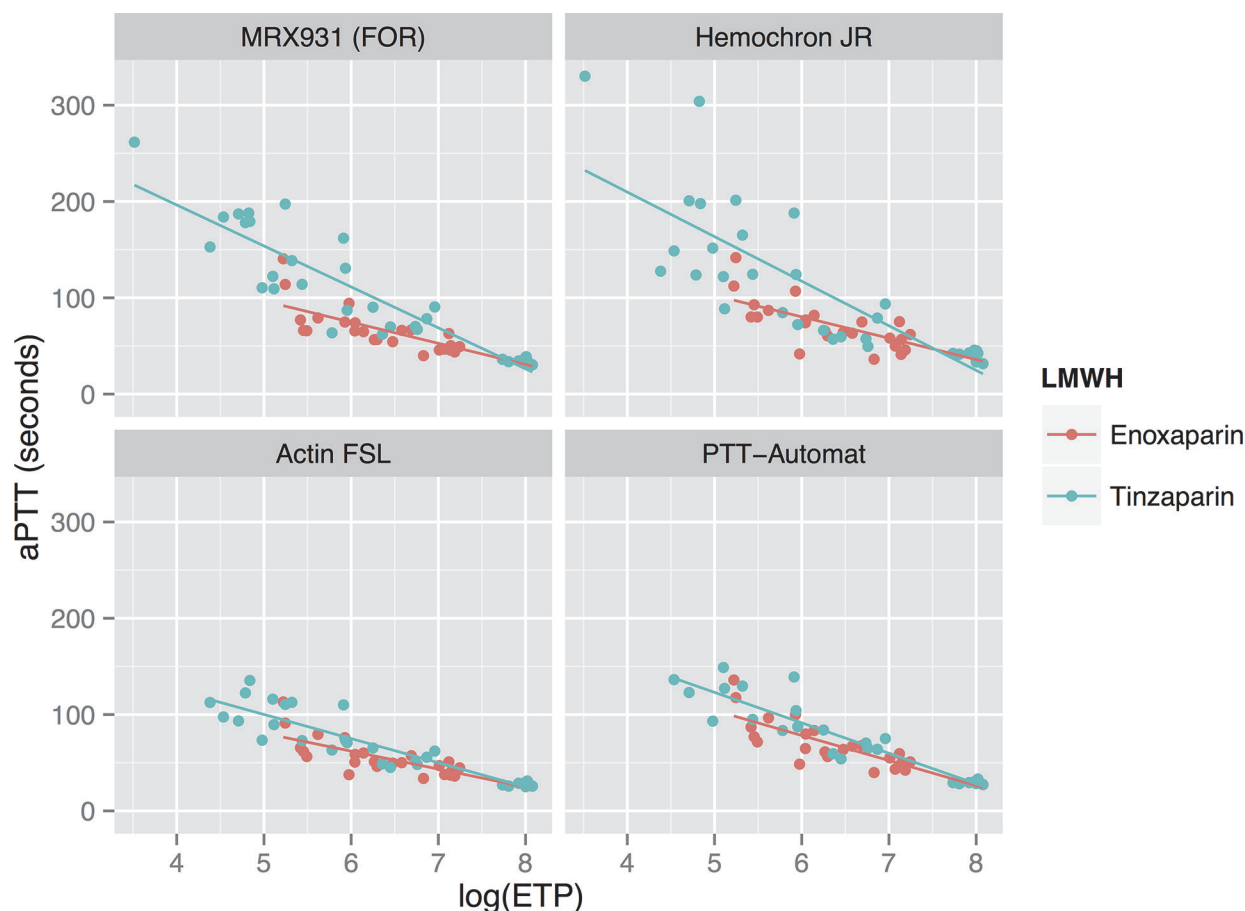 MRX931 (FOR)
Hemochron JR
300
200
100
0
Actin FSL
PTT−Automat
300
200
100
0
4 5 6 7 8
4 5 6 7 8
aPTT (seconds)
log(ETP)
LMWH
Enoxaparin
Tinzaparin